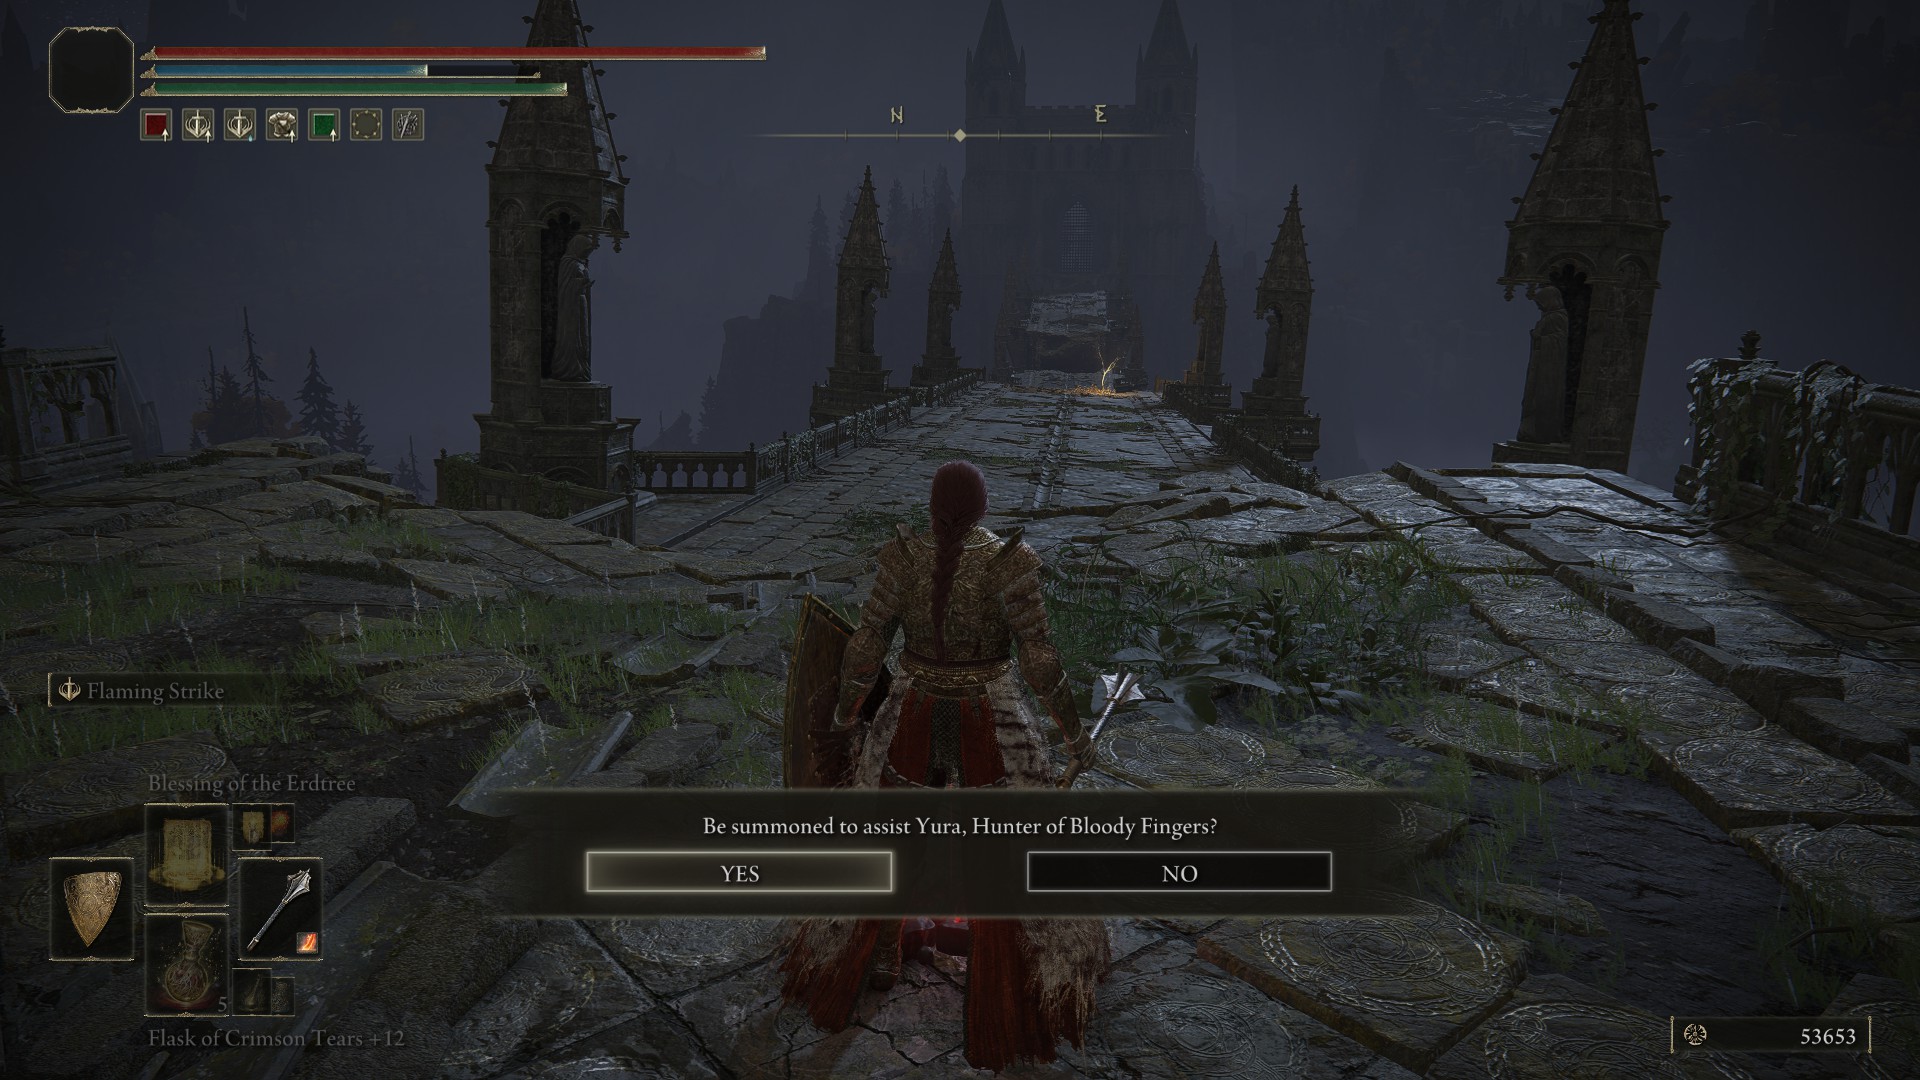 N
E
Flaming Strike
Blessing of the Erdtree
Be summoned to assist Yura, Hunter of Bloody Fingers?
YES
NO
5
Flask of Crimson Tears +12
53653